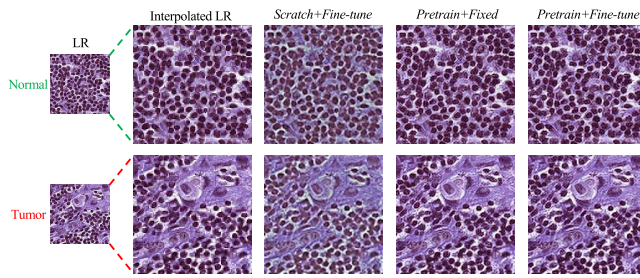 LR
Interpolated LR
Scratch+Fine-tune
Pretrain+Fixed
Pretrain+Fine-tune
Normal
Tumor